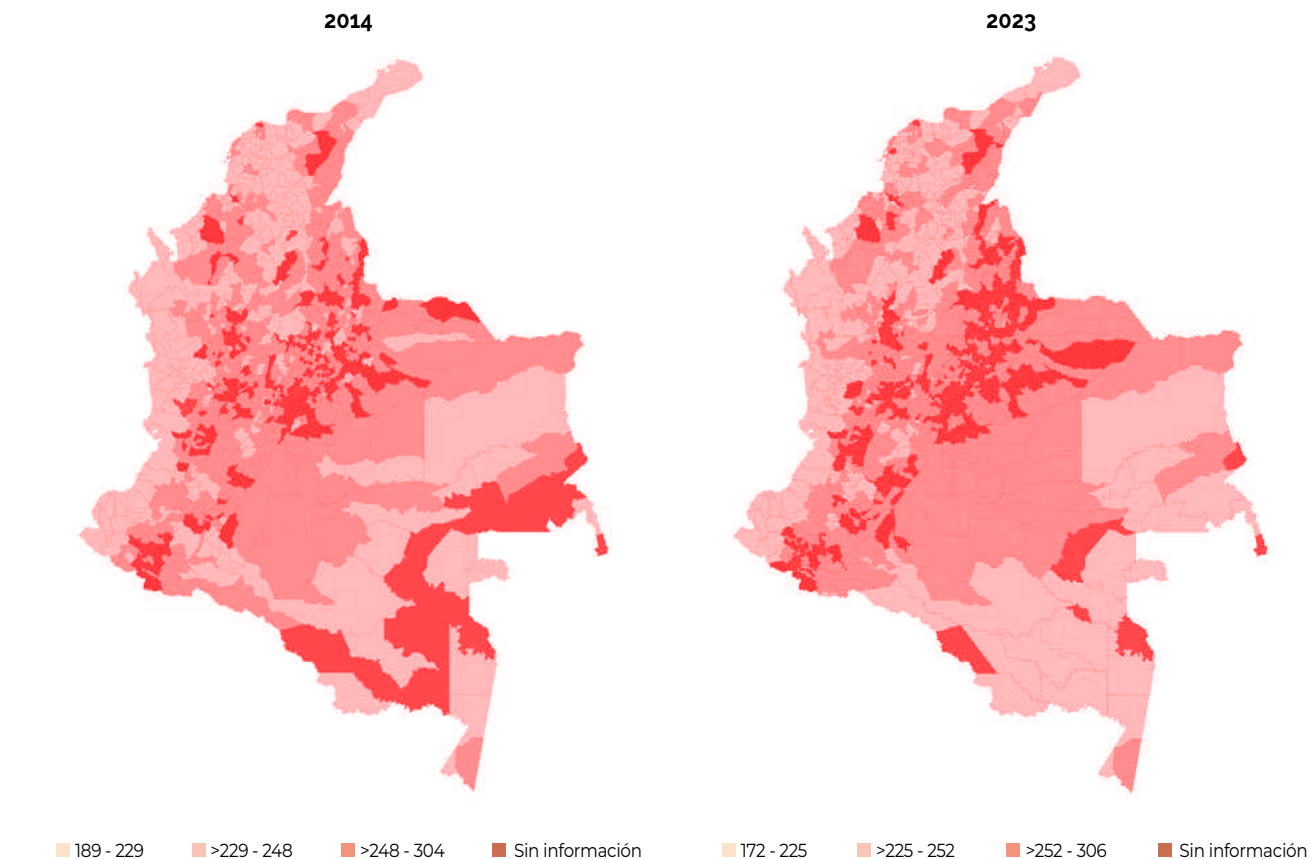 2014
2023
189 - 229 >229 - 248 >248 - 304 Sin información
172 - 225 >225 - 252 >252 - 306 Sin información